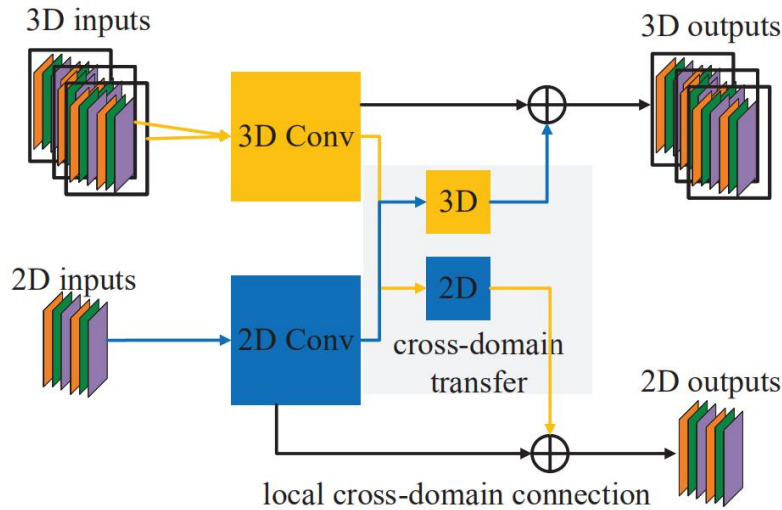 3D inputs
3D outputs
3D Conv
3D
2D inputs
2D
2D Conv
cross-domain
transfer
2D outputs
local cross-domain connection